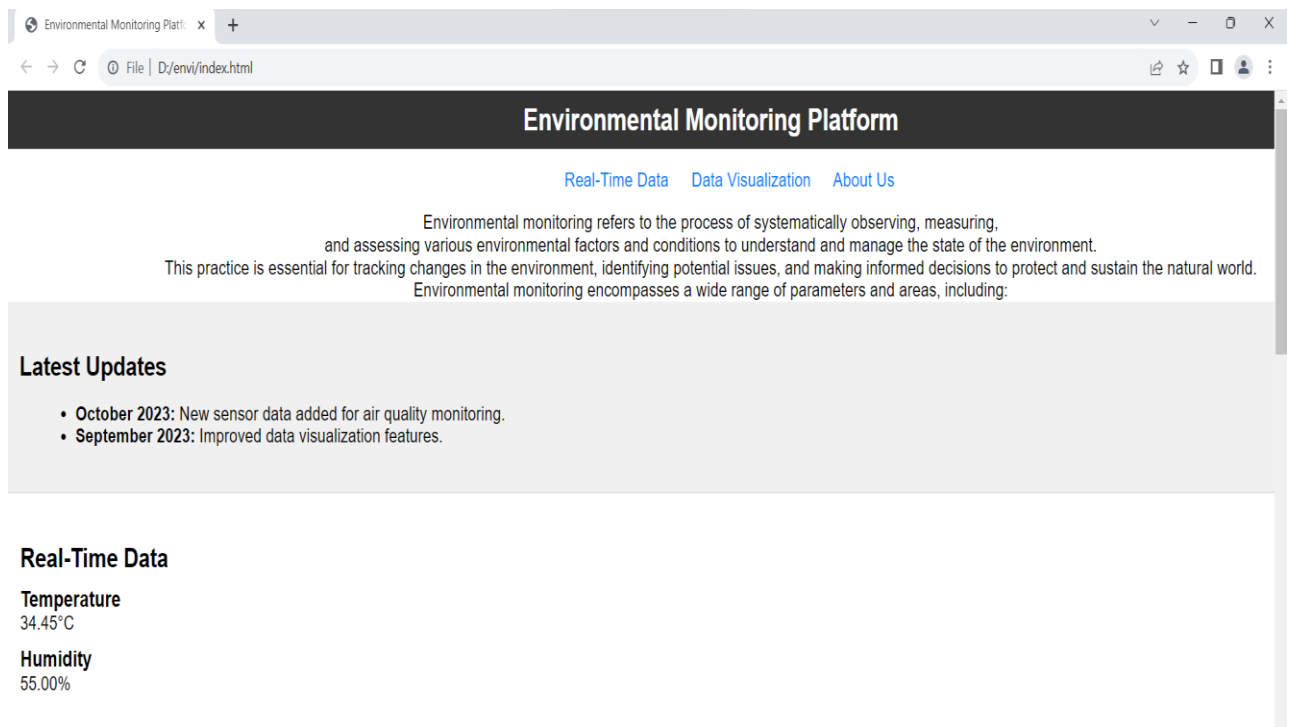 Environmental Monitoring Platfo
File | D:/envi/index.html
Environmental Monitoring Platform
Real-Time Data Data Visualization About Us
Environmental monitoring refers to the process of systematically observing, measuring,
and assessing various environmental factors and conditions to understand and manage the state of the environment.
This practice is essential for tracking changes in the environment, identifying potential issues, and making informed decisions to protect and sustain the natural world.
Environmental monitoring encompasses a wide range of parameters and areas, including:
Latest Updates
• October 2023: New sensor data added for air quality monitoring.
• September 2023: Improved data visualization features.
Real-Time Data
Temperature
34.45°C
Humidity
55.00%